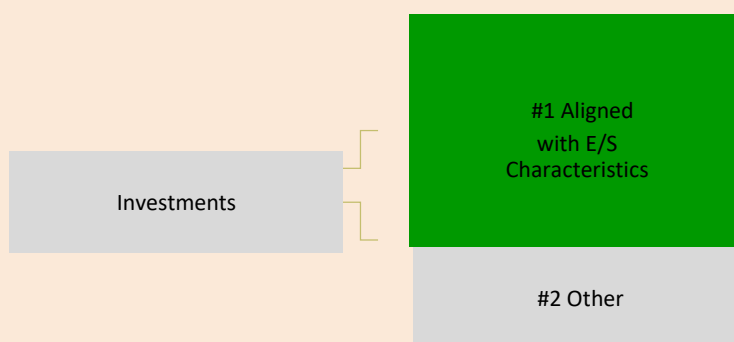 Investments
#1 Aligned
with E/S
Characteristics
#2 Other